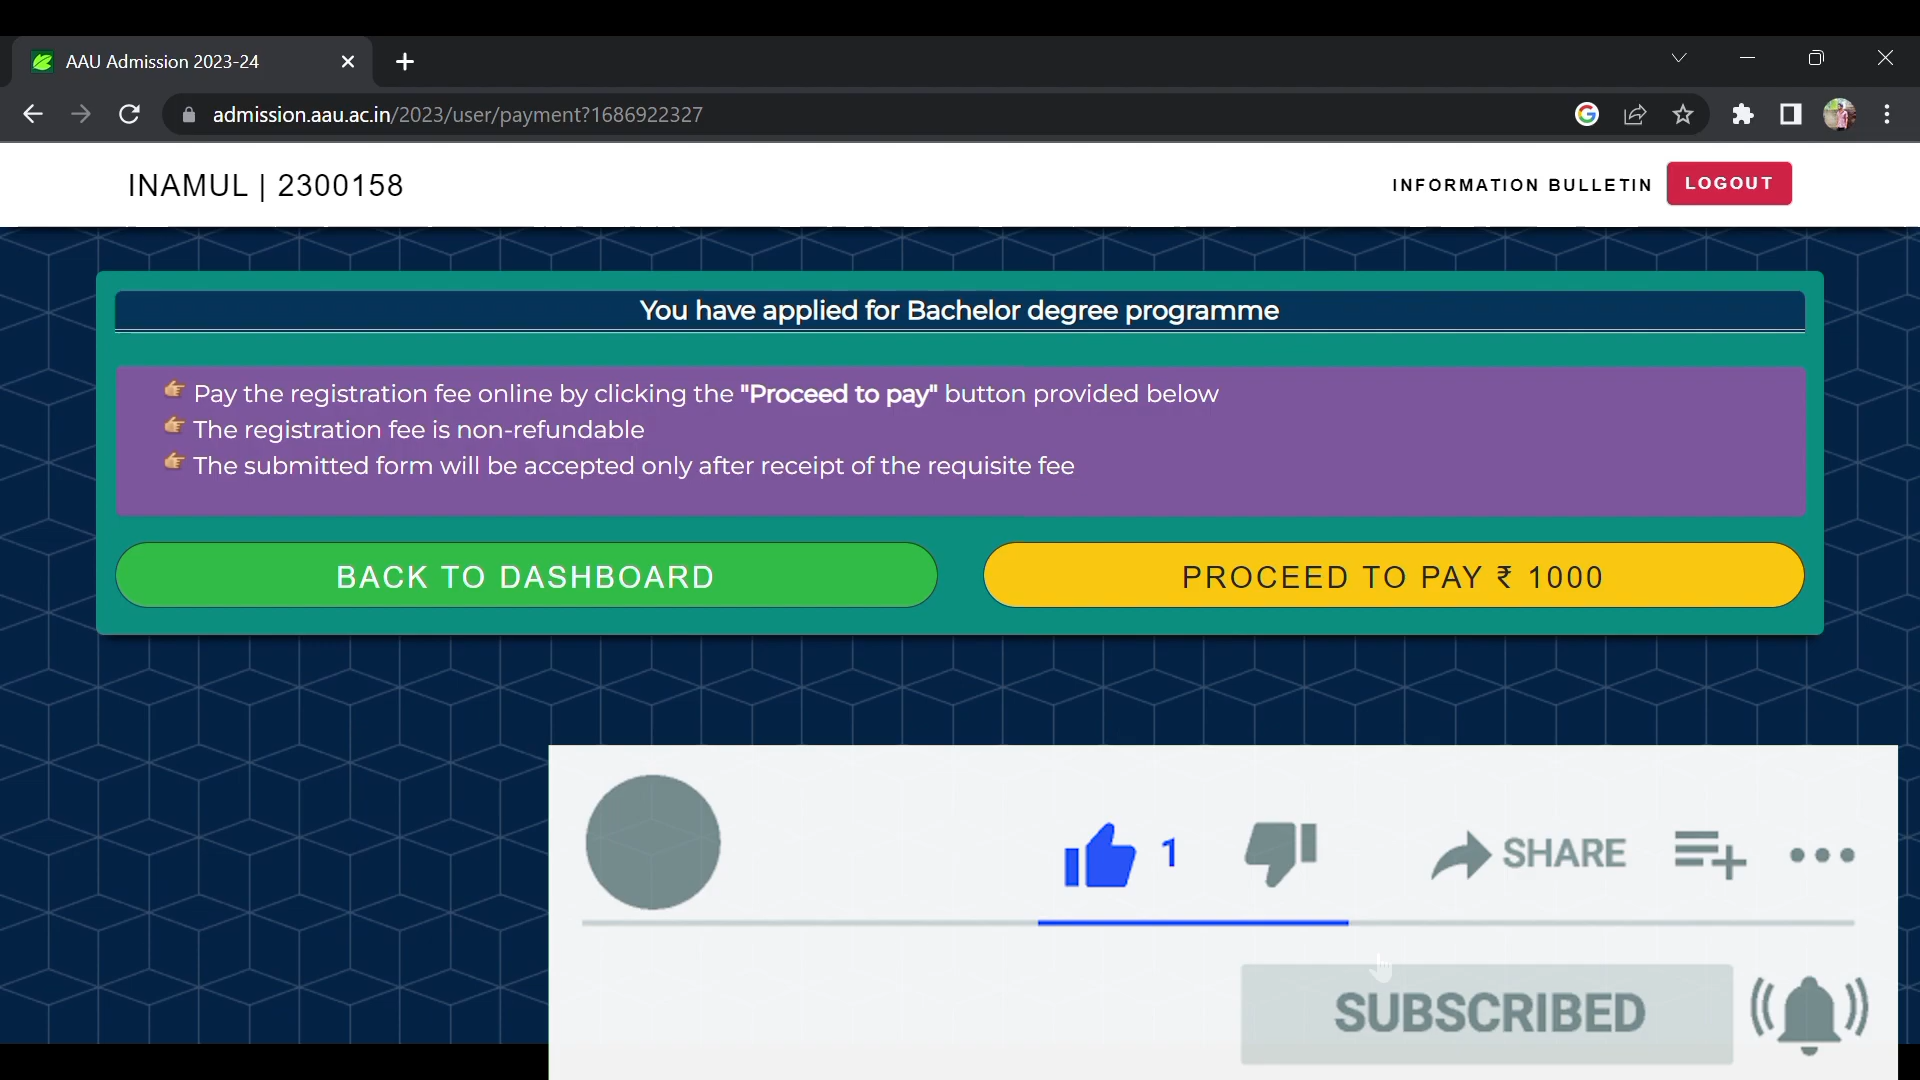 AAU Admission 2023-24
admission.aau.ac.in/2023/user/payment?1686922327
INAMUL | 2300158
INFORMATION BULLETIN
LOGOUT
You have applied for Bachelor degree programme
Pay the registration fee online by clicking the "Proceed to pay" button provided below
The registration fee is non-refundable
The submitted form will be accepted only after receipt of the requisite fee
BACK TO DASHBOARD
PROCEED TO PAY ₹ 1000
1
SHARE
SUBSCRIBED